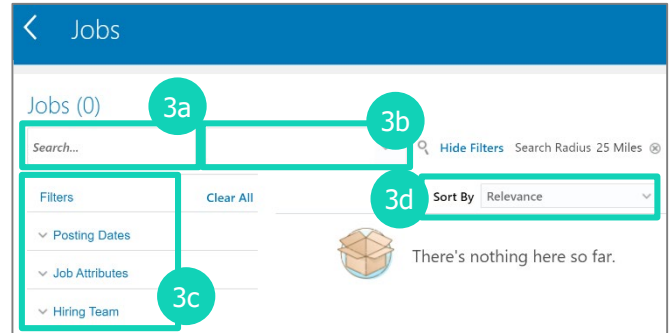 Jobs
Jobs (0)
3a
3b
Search...
Hide Filters Search Radius 25 Miles
Filters Clear All
3d
Sort By Relevance
Posting Dates
There's nothing here so far.
Job Attributes
3c
Hiring Team